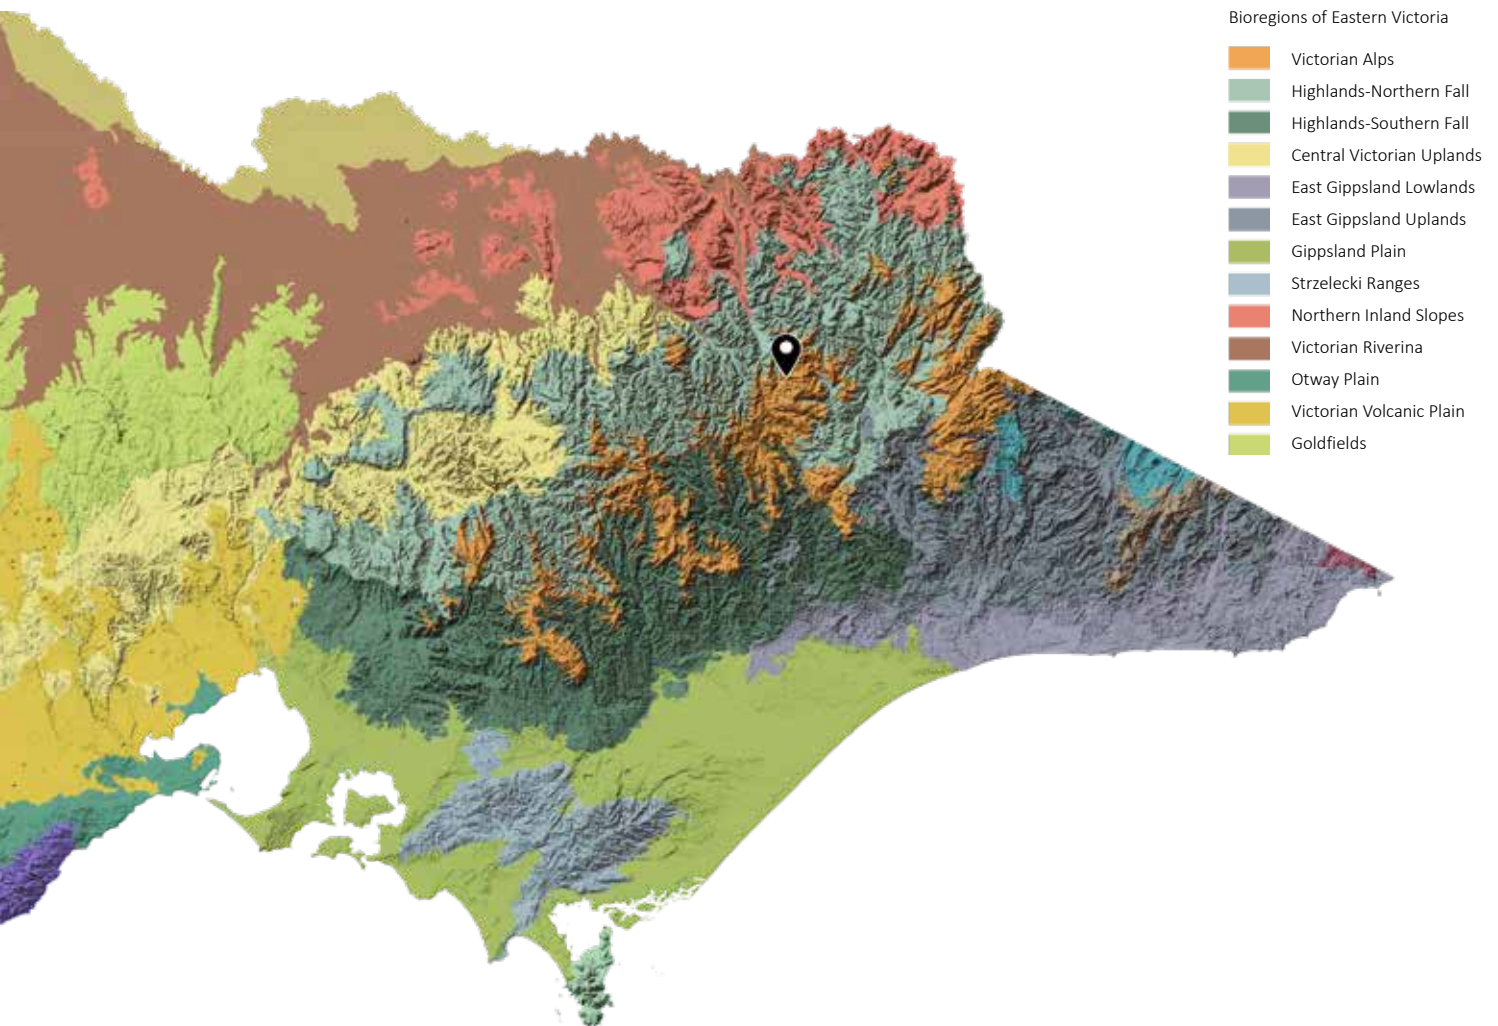 Bioregions of Eastern Victoria
Victorian Alps
Highlands-Northern Fall
Highlands-Southern Fall
Central Victorian Uplands
East Gippsland Lowlands
East Gippsland Uplands
Gippsland Plain
Strzelecki Ranges
Northern Inland Slopes
Victorian Riverina
Otway Plain
Victorian Volcanic Plain
Goldfields